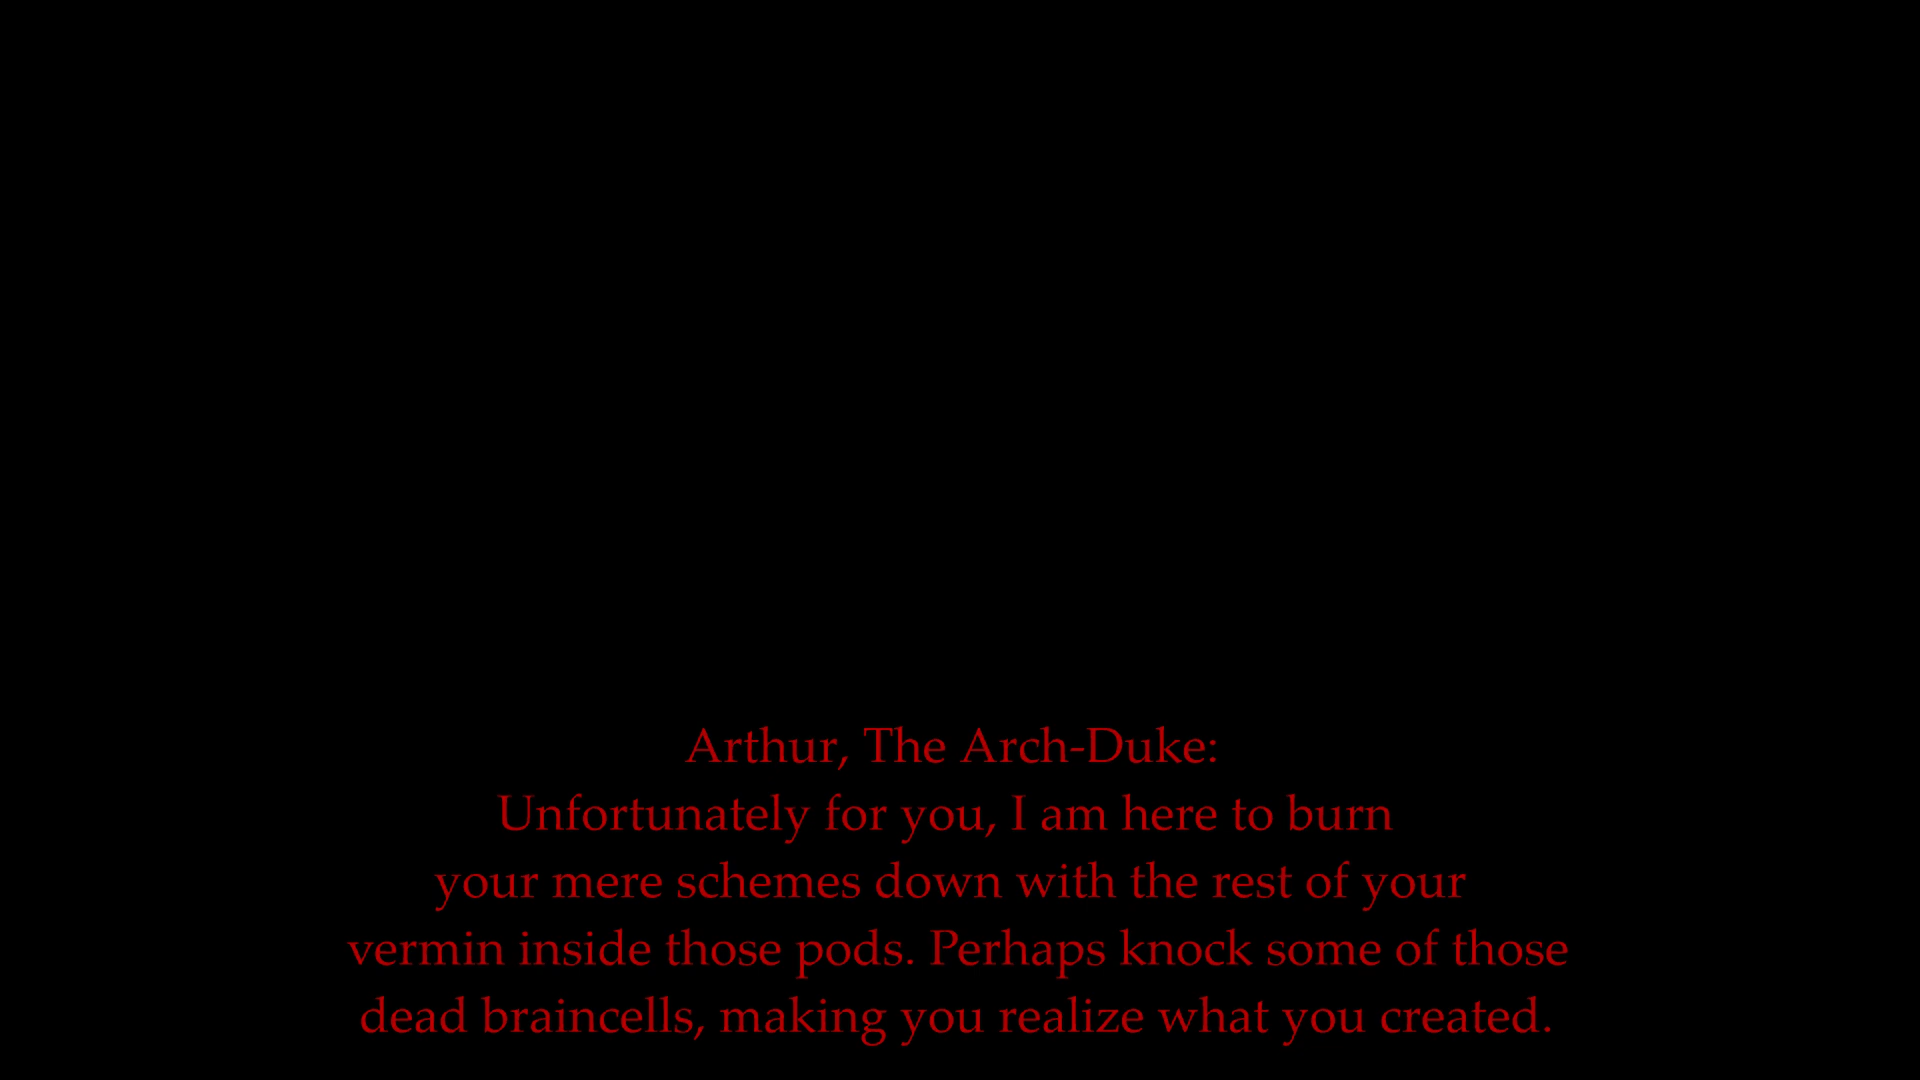 Arthur, The Arch-Duke:
Unfortunately for you, I am here to burn
your mere schemes down with the rest of your
vermin inside those pods. Perhaps knock some of those
dead braincells, making you realize what you created.